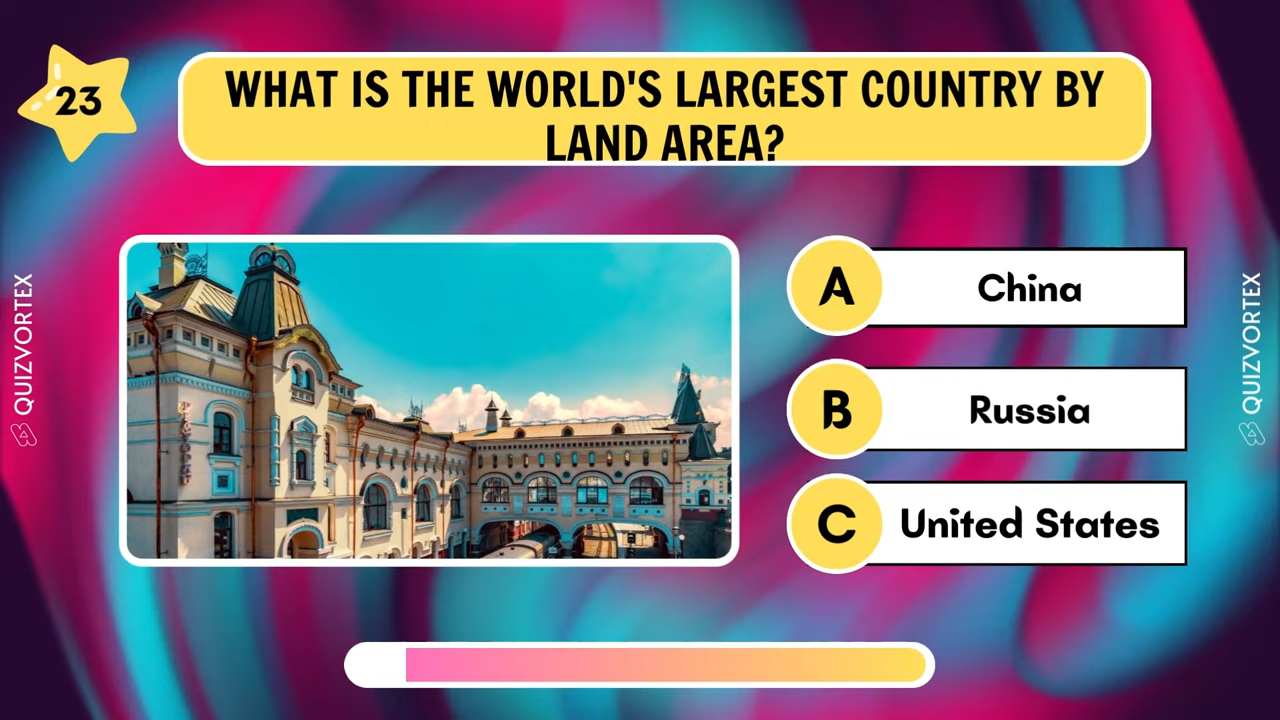 23
WHAT IS THE WORLD'S LARGEST COUNTRY BY
LAND AREA?
A
China
B
Russia
C
United States
QUIZVORTEX
QUIZVORTEX